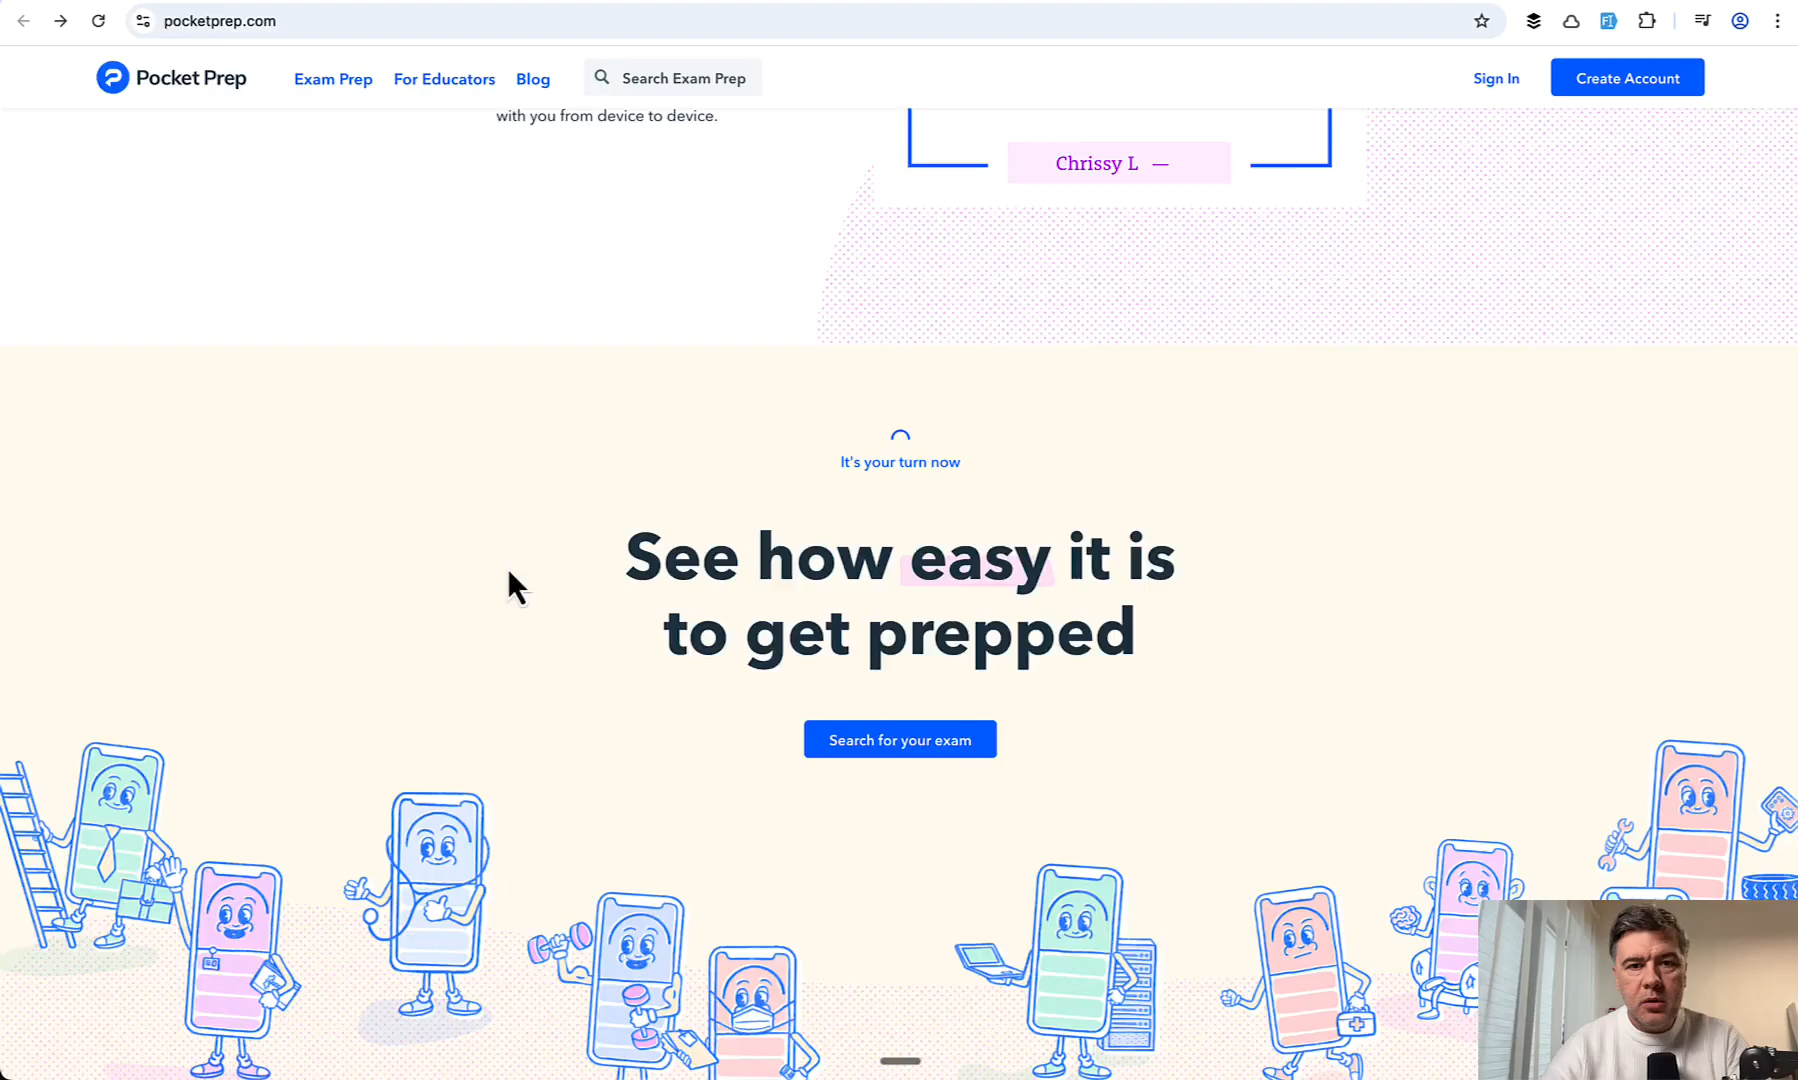 pocketprep.com
Pocket Prep
Exam Prep
For Educators
Blog
Search Exam Prep
Sign In
Create Account
with you from device to device.
Chrissy L —
It's your turn now
See how easy it is
to get prepped
Search for your exam